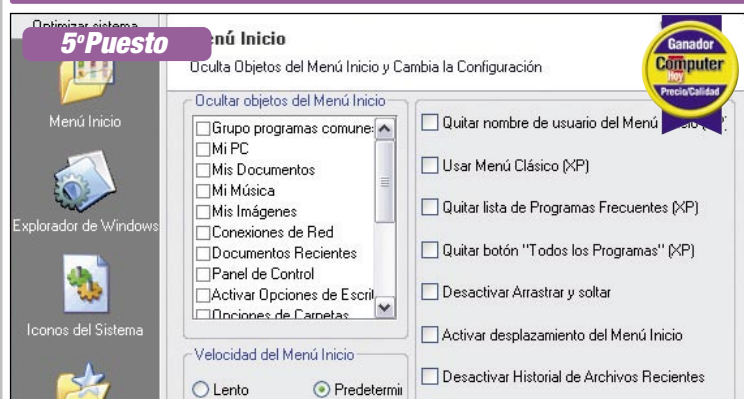 Optimizar sistema
5º Puesto
Menú Inicio
Oculta Objetos del Menú Inicio y Cambia la Configuración
Ganador
Computer
Hoy
Precio/Calidad
Menú Inicio
Explorador de Windows
Iconos del Sistema
Ocultar objetos del Menú Inicio
Grupo programas comune
Mi PC
Mis Documentos
Mi Música
Mis Imágenes
Conexiones de Red
Documentos Recientes
Panel de Control
Activar Opciones de Escrit
Opciones de Carpetas
Velocidad del Menú Inicio
Lento
Predetermi
Quitar nombre de usuario del Menú
Usar Menú Clásico (XP)
Quitar lista de Programas Frecuentes (XP)
Quitar botón "Todos los Programas" (XP)
Desactivar Arrastrar y soltar
Activar desplazamiento del Menú Inicio
Desactivar Historial de Archivos Recientes